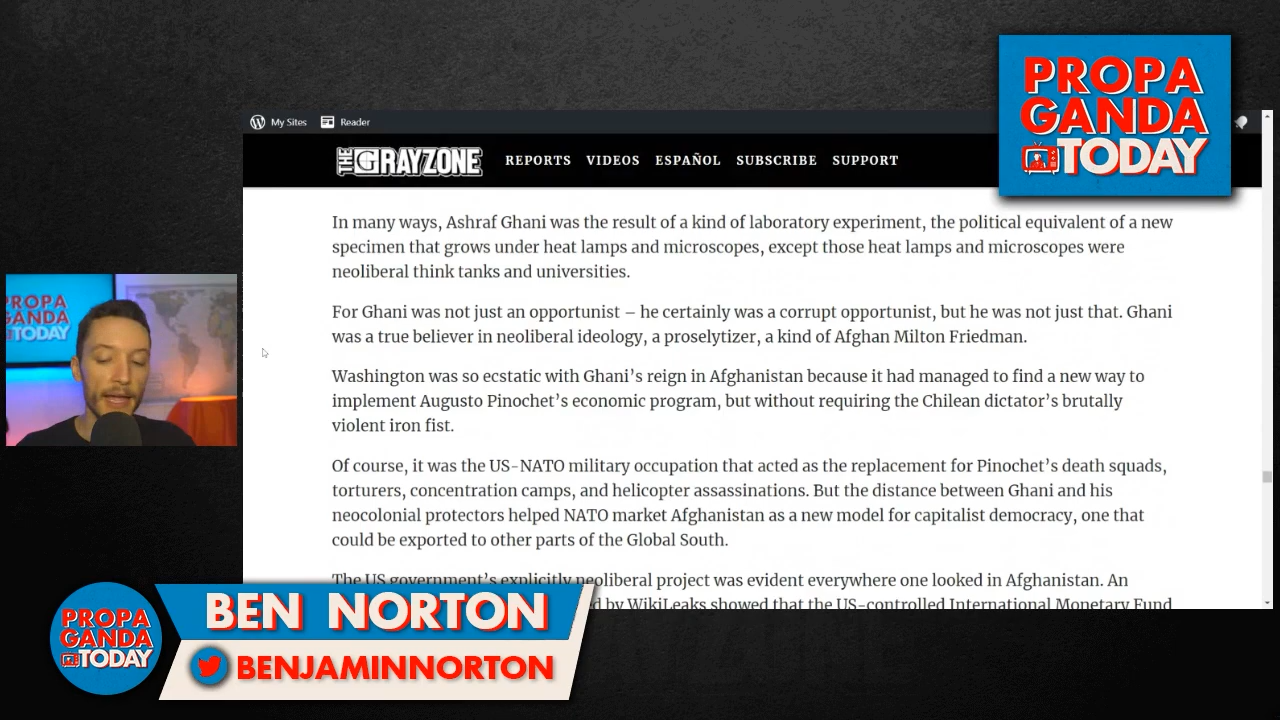 PROPA
GANDA
TODAY
My Sites
Reader
THE GRAYZONE
REPORTS VIDEOS ESPAÑOL SUBSCRIBE SUPPORT
In many ways, Ashraf Ghani was the result of a kind of laboratory experiment, the political equivalent of a new
specimen that grows under heat lamps and microscopes, except those heat lamps and microscopes were
neoliberal think tanks and universities.
For Ghani was not just an opportunist – he certainly was a corrupt opportunist, but he was not just that. Ghani
was a true believer in neoliberal ideology, a proselytizer, a kind of Afghan Milton Friedman.
Washington was so ecstatic with Ghani’s reign in Afghanistan because it had managed to find a new way to
implement Augusto Pinochet’s economic program, but without requiring the Chilean dictator’s brutally
violent iron fist.
Of course, it was the US-NATO military occupation that acted as the replacement for Pinochet’s death squads,
torturers, concentration camps, and helicopter assassinations. But the distance between Ghani and his
neocolonial protectors helped NATO market Afghanistan as a new model for capitalist democracy, one that
could be exported to other parts of the Global South.
The US government’s explicitly neoliberal project was evident everywhere one looked in Afghanistan. An
by WikiLeaks showed that the US-controlled International Monetary Fund
ROPA
ANDA
TODAY
PROPA
GANDA
TODAY
BEN NORTON
BENJAMINNORTON